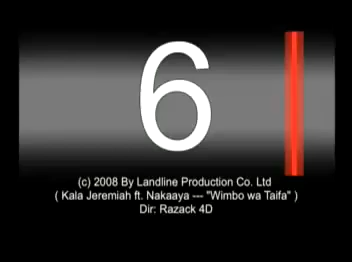 6
(c) 2008 By Landline Production Co. Ltd
( Kala Jeremiah ft. Nakaaya --- "Wimbo wa Taifa" )
Dir: Razack 4D